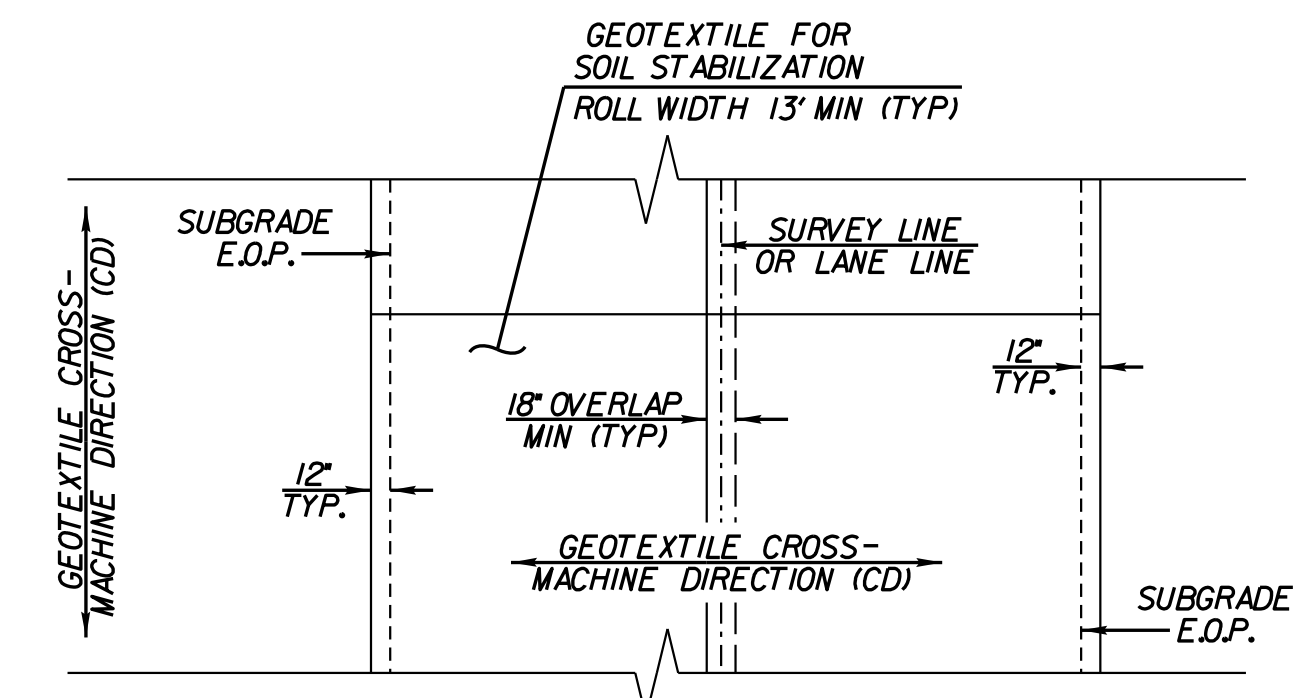 GEOTEXTILE FOR
SOIL STABILIZATION
ROLL WIDTH 13' MIN (TYP)
SUBGRADE
E.O.P.
SURVEY LINE
OR LANE LINE
GEOTEXTILE CROSS-
MACHINE DIRECTION (CD)
12"
TYP.
18" OVERLAP
MIN (TYP)
12"
TYP.
GEOTEXTILE CROSS-
MACHINE DIRECTION (CD)
SUBGRADE
E.O.P.